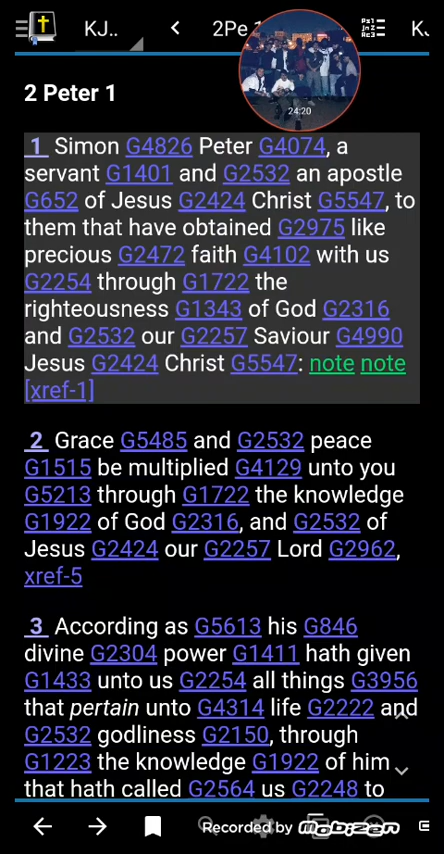 KJ..
2Pe 1
Ps1
Jn2
Ac3
KJ
24:20
2 Peter 1
1 Simon G4826 Peter G4074, a
servant G1401 and G2532 an apostle
G652 of Jesus G2424 Christ G5547, to
them that have obtained G2975 like
precious G2472 faith G4102 with us
G2254 through G1722 the
righteousness G1343 of God G2316
and G2532 our G2257 Saviour G4990
Jesus G2424 Christ G5547: note note
[xref-1]
2 Grace G5485 and G2532 peace
G1515 be multiplied G4129 unto you
G5213 through G1722 the knowledge
G1922 of God G2316, and G2532 of
Jesus G2424 our G2257 Lord G2962,
xref-5
3 According as G5613 his G846
divine G2304 power G1411 hath given
G1433 unto us G2254 all things G3956
that pertain unto G4314 life G2222 and
G2532 godliness G2150, through
G1223 the knowledge G1922 of him
that hath called G2564 us G2248 to
Recorded by Mobizen